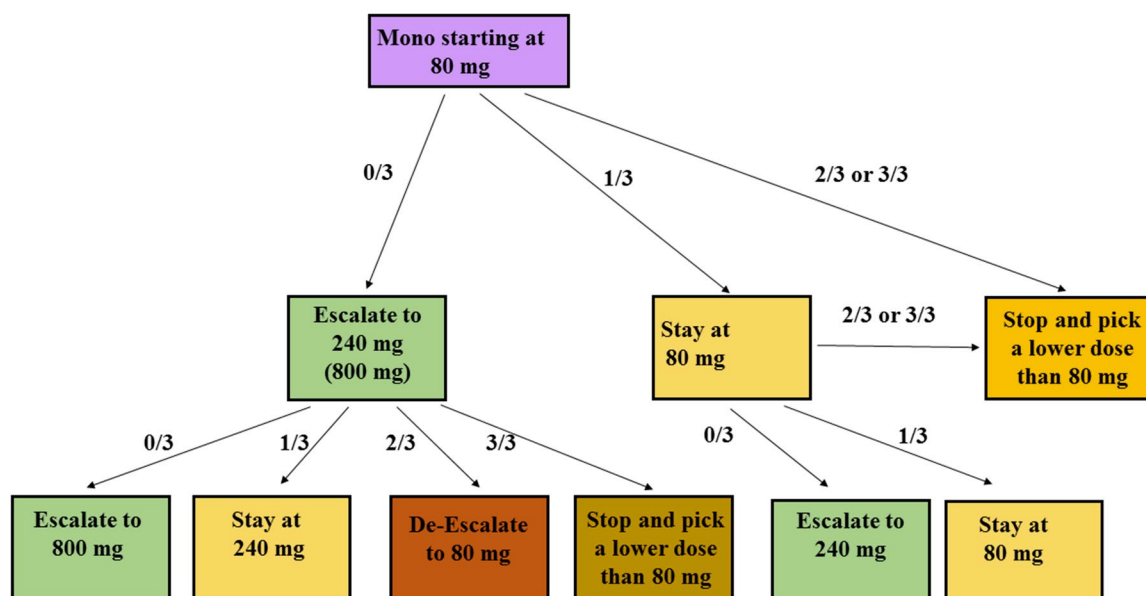 Mono starting at
80 mg
0/3
1/3
2/3 or 3/3
Escalate to
240 mg
(800 mg)
Stay at
80 mg
2/3 or 3/3
Stop and pick
a lower dose
than 80 mg
0/3
1/3
2/3
3/3
0/3
1/3
Escalate to
800 mg
Stay at
240 mg
De-Escalate
to 80 mg
Stop and pick
a lower dose
than 80 mg
Escalate to
240 mg
Stay at
80 mg